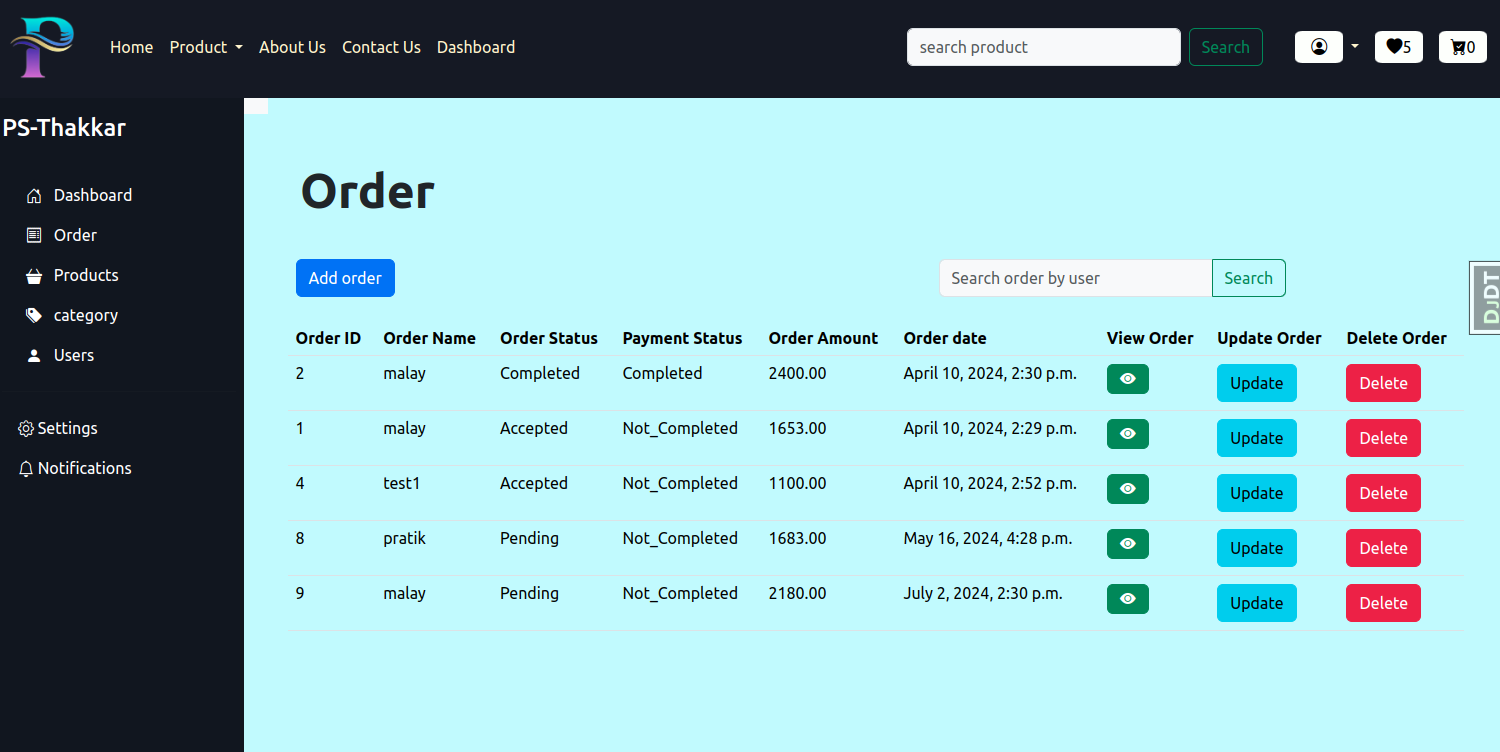 Home Product About Us Contact Us Dashboard search product Search 5 0
PS-Thakkar
Dashboard
Order
Products
category
Users
Settings
Notifications
Order
Add order Search order by user Search
Order ID Order Name Order Status Payment Status Order Amount Order date View Order Update Order Delete Order
2 malay Completed Completed 2400.00 April 10, 2024, 2:30 p.m. Update Delete
1 malay Accepted Not_Completed 1653.00 April 10, 2024, 2:29 p.m. Update Delete
4 test1 Accepted Not_Completed 1100.00 April 10, 2024, 2:52 p.m. Update Delete
8 pratik Pending Not_Completed 1683.00 May 16, 2024, 4:28 p.m. Update Delete
9 malay Pending Not_Completed 2180.00 July 2, 2024, 2:30 p.m. Update Delete
DJDT